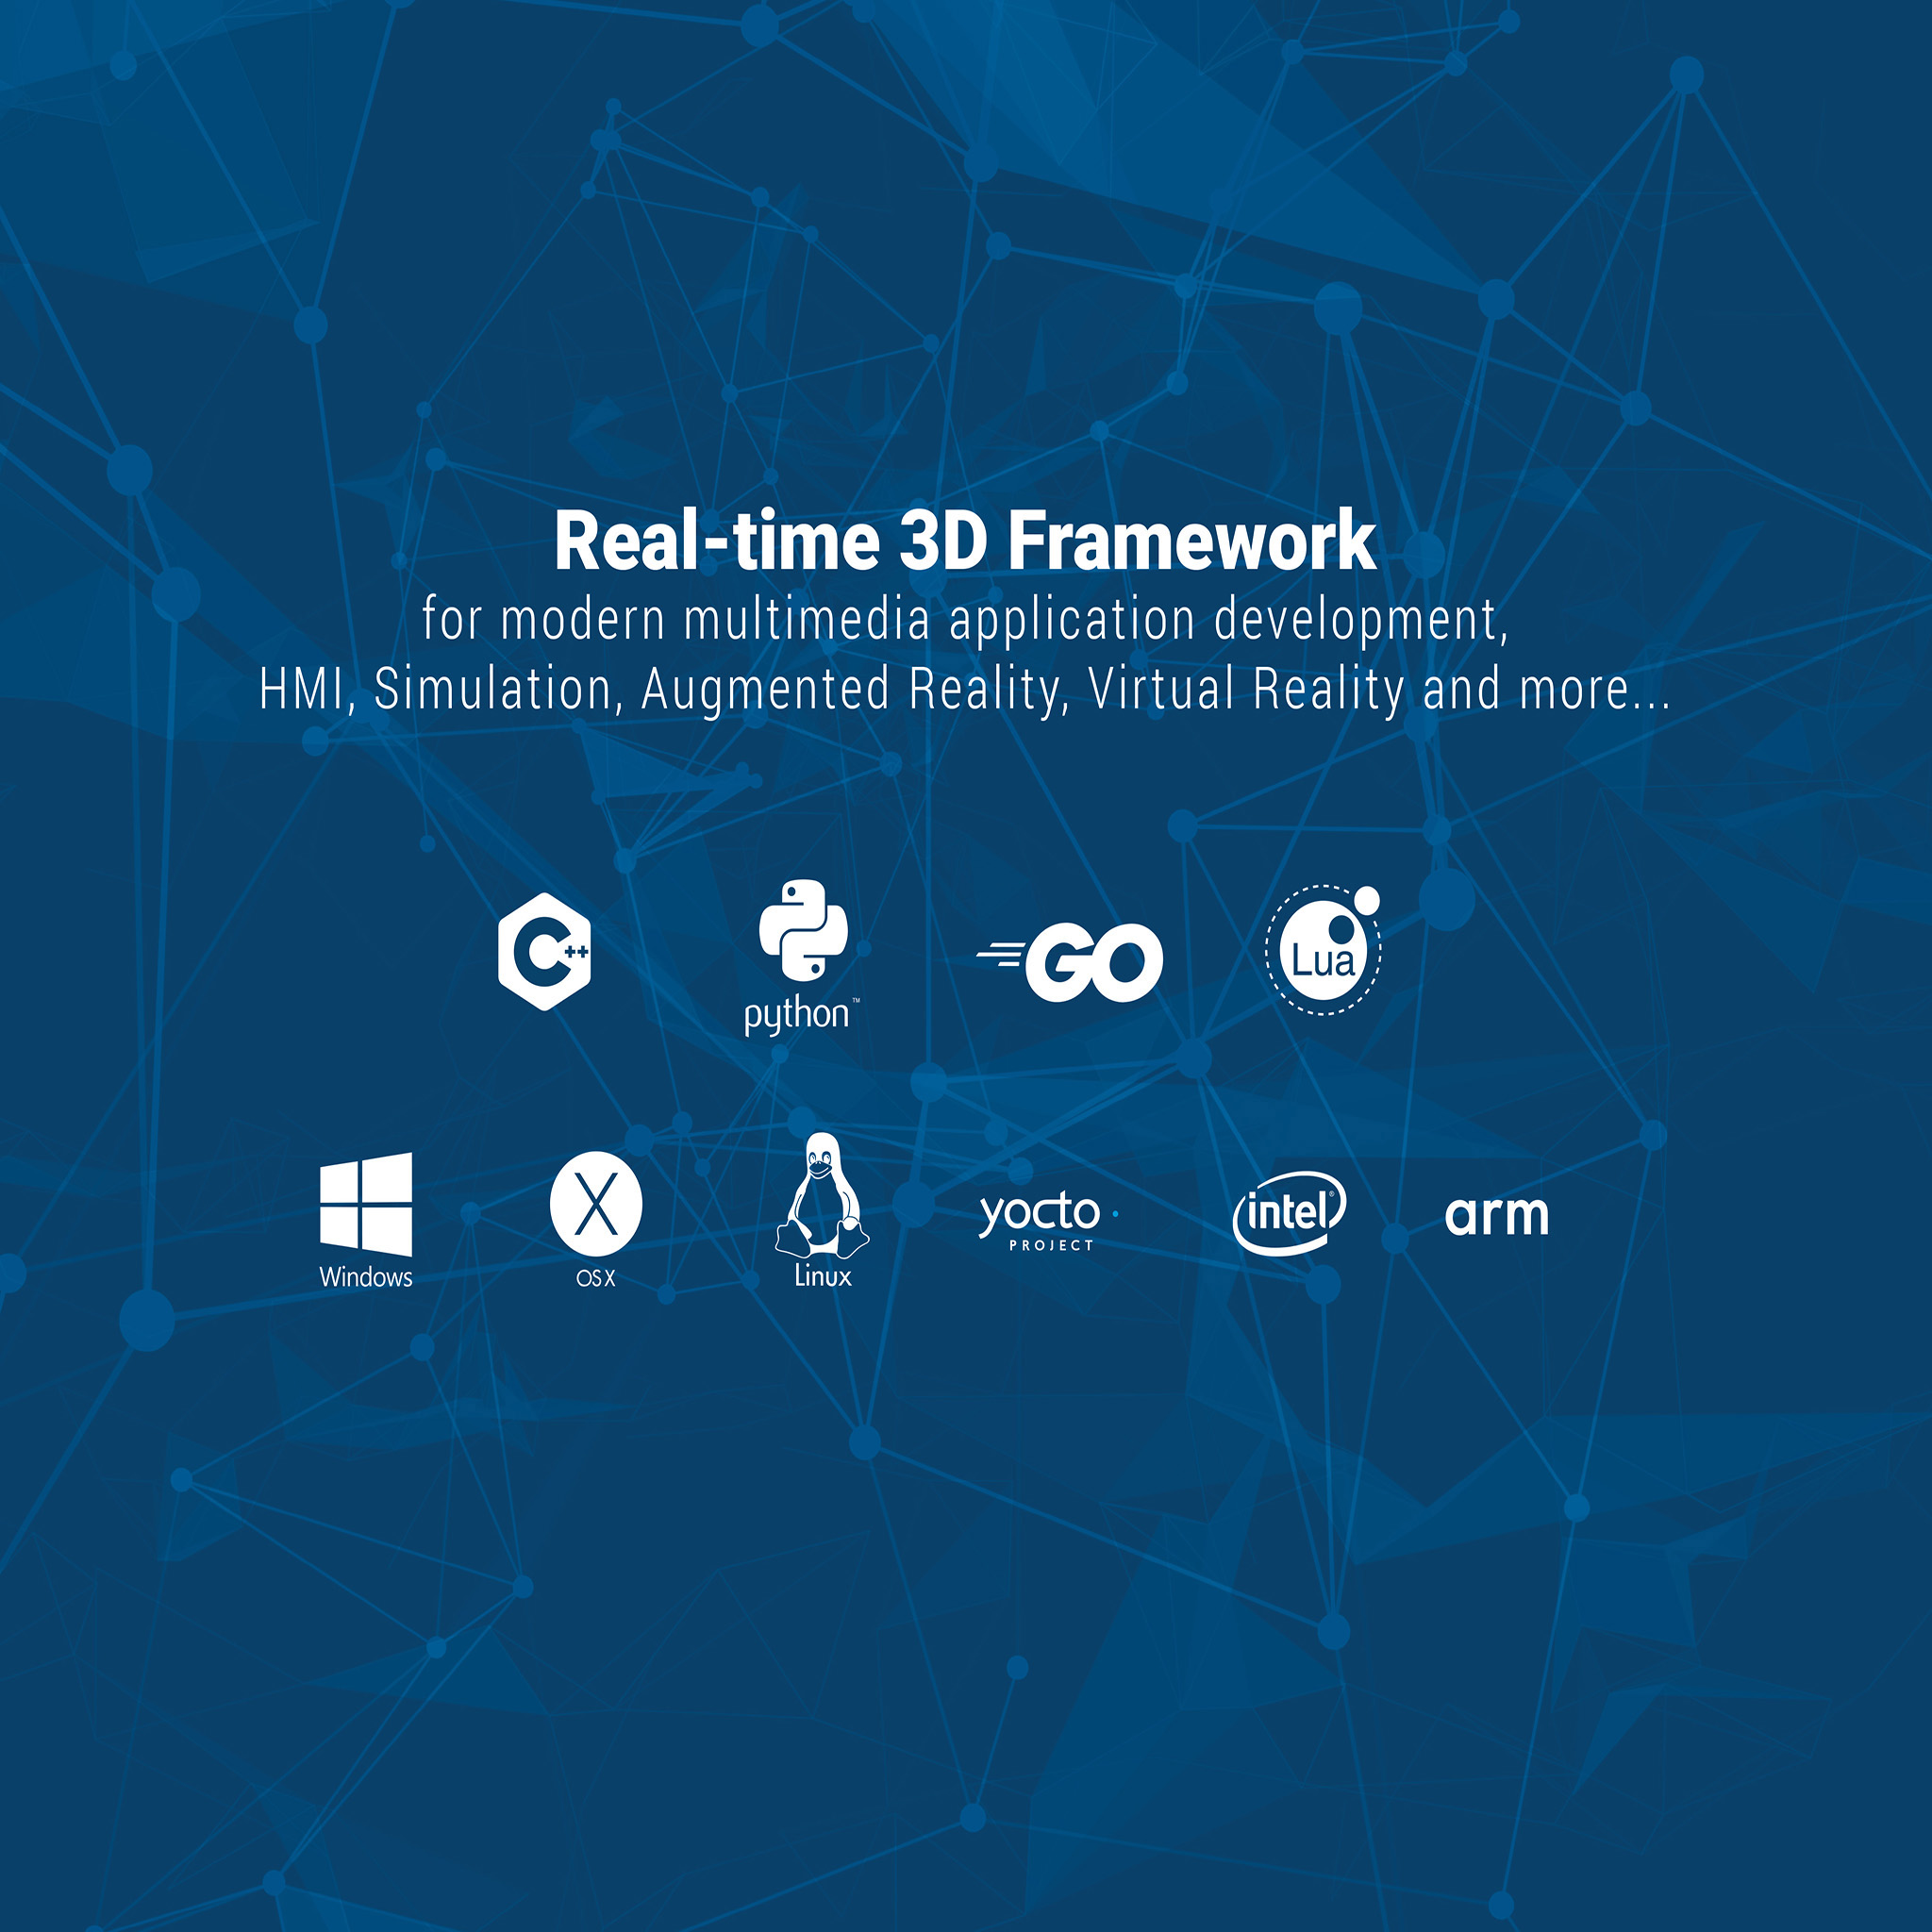 Real-time 3D Framework
for modern multimedia application development,
HMI, Simulation, Augmented Reality, Virtual Reality and more...
C++
python™
GO
Lua
Windows
X
OS X
Linux
yocto
PROJECT
intel®
arm